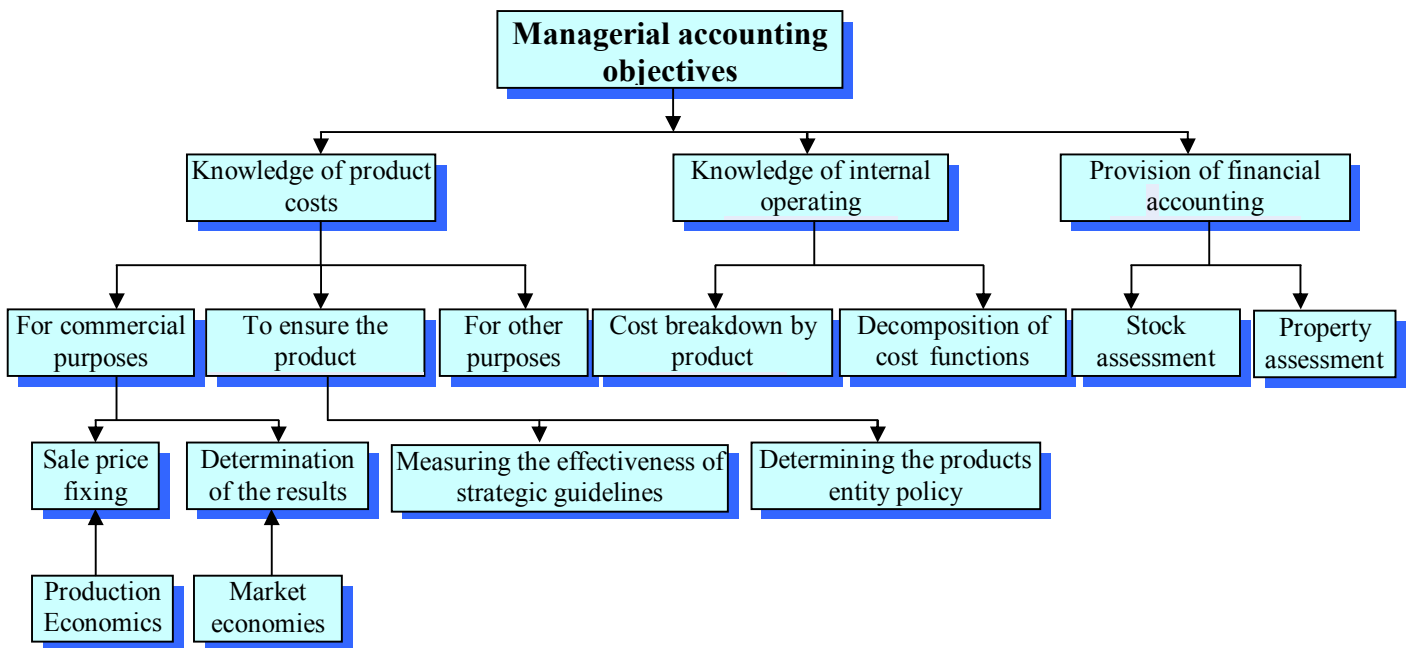 Managerial accounting
objectives
Knowledge of product
costs
Knowledge of internal
operating
Provision of financial
accounting
For commercial
purposes
To ensure the
product
For other
purposes
Cost breakdown by
product
Decomposition of
cost functions
Stock
assessment
Property
assessment
Sale price
fixing
Determination
of the results
Measuring the effectiveness of
strategic guidelines
Determining the products
entity policy
Production
Economics
Market
economies